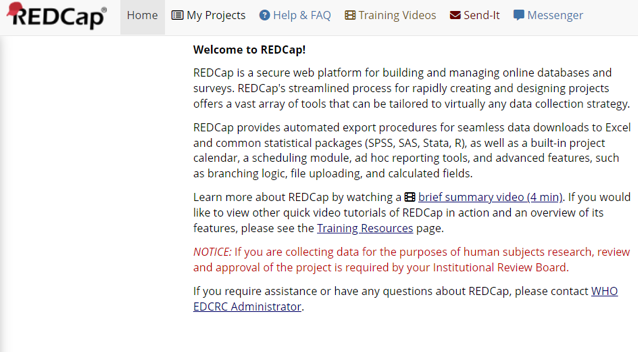 REDCap Home My Projects Help & FAQ Training Videos Send-It Messenger
Welcome to REDCap!
REDCap is a secure web platform for building and managing online databases and
surveys. REDCap's streamlined process for rapidly creating and designing projects
offers a vast array of tools that can be tailored to virtually any data collection strategy.
REDCap provides automated export procedures for seamless data downloads to Excel
and common statistical packages (SPSS, SAS, Stata, R), as well as a built-in project
calendar, a scheduling module, ad hoc reporting tools, and advanced features, such
as branching logic, file uploading, and calculated fields.
Learn more about REDCap by watching a brief summary video (4 min). If you would
like to view other quick video tutorials of REDCap in action and an overview of its
features, please see the Training Resources page.
NOTICE: If you are collecting data for the purposes of human subjects research, review
and approval of the project is required by your Institutional Review Board.
If you require assistance or have any questions about REDCap, please contact WHO
EDCRC Administrator.